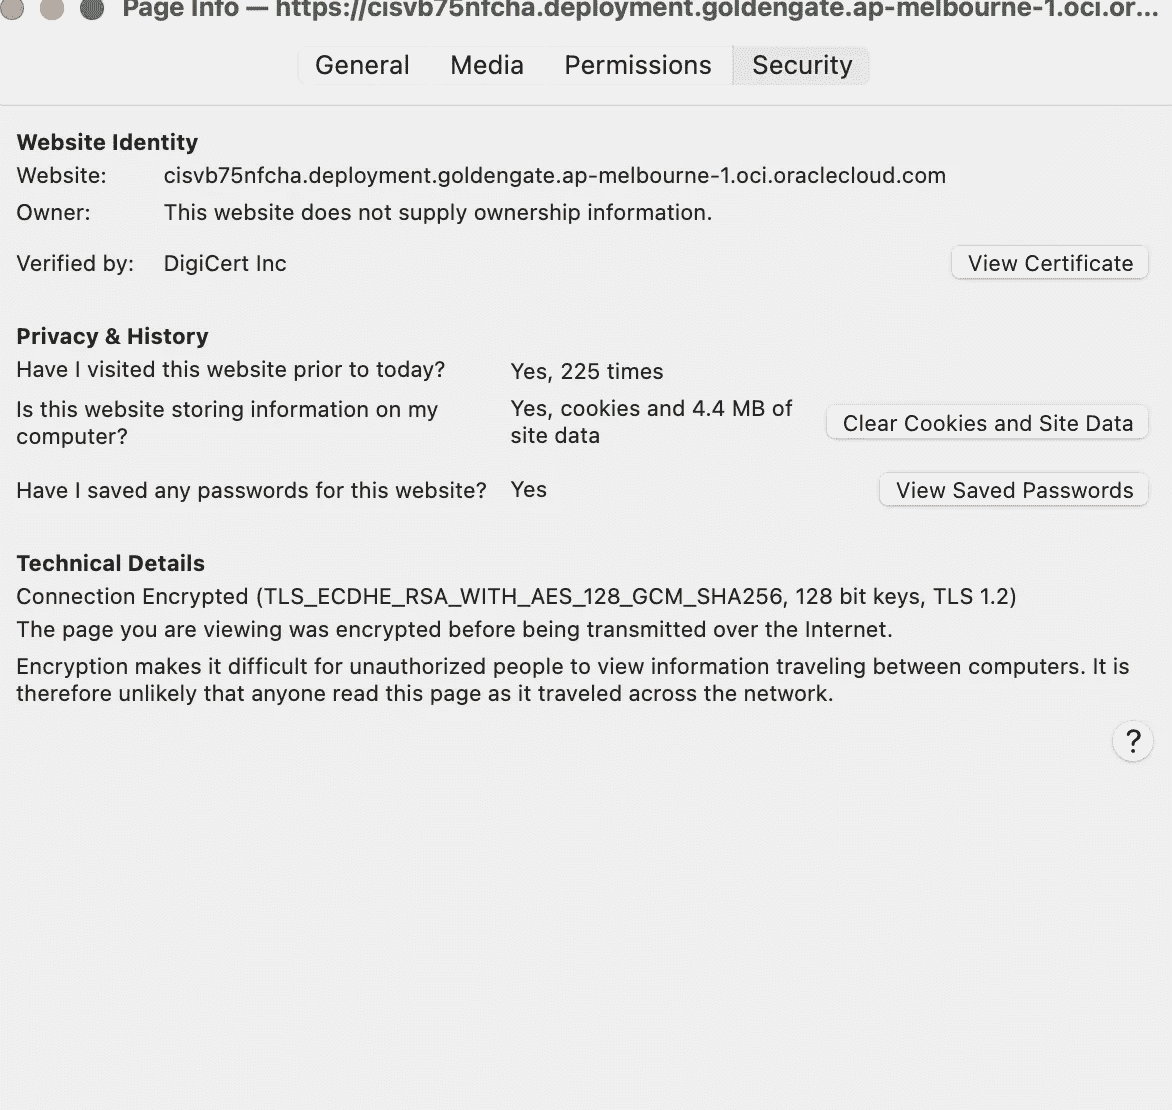 Page Info — https://cisvb75nfcha.deployment.goldengate.ap-melbourne-1.oci.or...
General Media Permissions Security
Website Identity
Website: cisvb75nfcha.deployment.goldengate.ap-melbourne-1.oci.oraclecloud.com
Owner: This website does not supply ownership information.
Verified by: DigiCert Inc View Certificate
Privacy & History
Have I visited this website prior to today? Yes, 225 times
Is this website storing information on my computer? Yes, cookies and 4.4 MB of site data Clear Cookies and Site Data
Have I saved any passwords for this website? Yes View Saved Passwords
Technical Details
Connection Encrypted (TLS_ECDHE_RSA_WITH_AES_128_GCM_SHA256, 128 bit keys, TLS 1.2)
The page you are viewing was encrypted before being transmitted over the Internet.
Encryption makes it difficult for unauthorized people to view information traveling between computers. It is
therefore unlikely that anyone read this page as it traveled across the network.
?